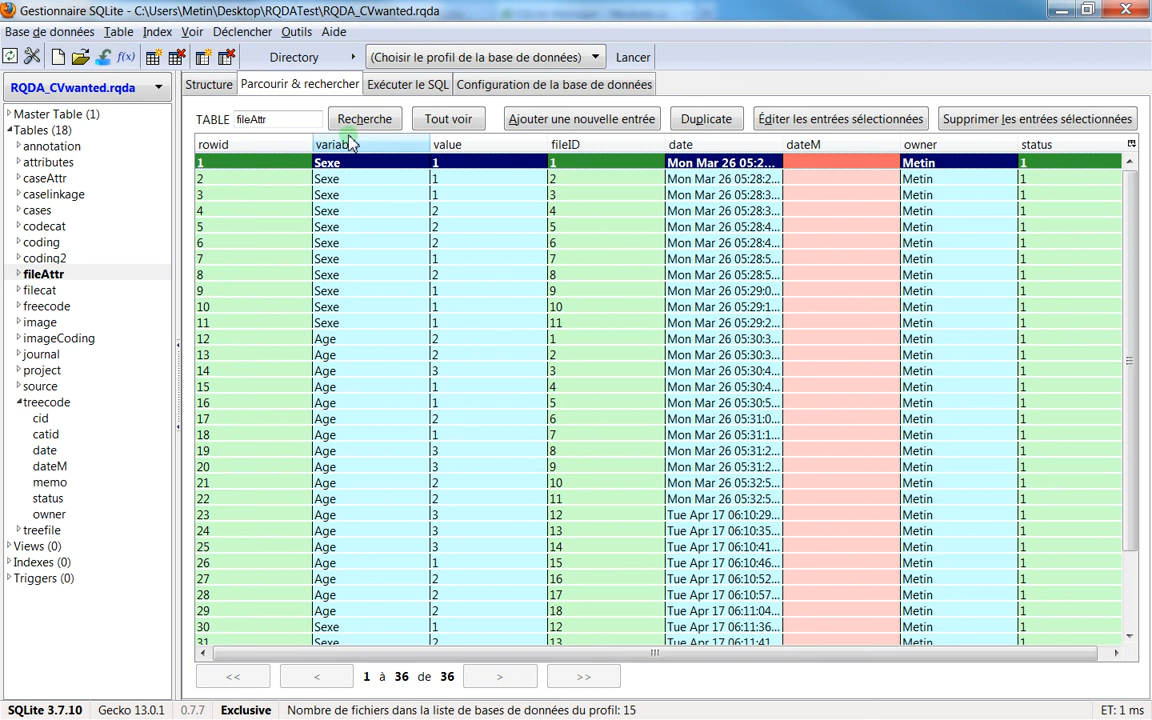 Gestionnaire SQLite - C:\Users\Metin\Desktop\RQDATest\RQDA_CVwanted.rqda
Base de données Table Index Voir Déclencher Outils Aide
f(x) Directory (Choisir le profil de la base de données) Lancer
RQDA_CVwanted.rqda
Master Table (1)
Tables (18)
annotation
attributes
caseAttr
caselinkage
cases
codecat
coding
coding2
fileAttr
filecat
freecode
image
imageCoding
journal
project
source
treecode
cid
catid
date
dateM
memo
status
owner
treefile
Views (0)
Indexes (0)
Triggers (0)
Structure Parcourir & rechercher Exécuter le SQL Configuration de la base de données
TABLE fileAttr Recherche Tout voir Ajouter une nouvelle entrée Duplicate Éditer les entrées sélectionnées Supprimer les entrées sélectionnées
rowid variab value fileID date dateM owner status
1 Sexe 1 1 Mon Mar 26 05:2... Metin 1
2 Sexe 1 2 Mon Mar 26 05:28:2... Metin 1
3 Sexe 1 3 Mon Mar 26 05:28:3... Metin 1
4 Sexe 2 4 Mon Mar 26 05:28:3... Metin 1
5 Sexe 2 5 Mon Mar 26 05:28:4... Metin 1
6 Sexe 2 6 Mon Mar 26 05:28:4... Metin 1
7 Sexe 1 7 Mon Mar 26 05:28:5... Metin 1
8 Sexe 2 8 Mon Mar 26 05:28:5... Metin 1
9 Sexe 1 9 Mon Mar 26 05:29:0... Metin 1
10 Sexe 1 10 Mon Mar 26 05:29:1... Metin 1
11 Sexe 1 11 Mon Mar 26 05:29:2... Metin 1
12 Age 2 1 Mon Mar 26 05:30:3... Metin 1
13 Age 2 2 Mon Mar 26 05:30:3... Metin 1
14 Age 3 3 Mon Mar 26 05:30:4... Metin 1
15 Age 1 4 Mon Mar 26 05:30:4... Metin 1
16 Age 1 5 Mon Mar 26 05:30:5... Metin 1
17 Age 2 6 Mon Mar 26 05:31:0... Metin 1
18 Age 1 7 Mon Mar 26 05:31:1... Metin 1
19 Age 3 8 Mon Mar 26 05:31:2... Metin 1
20 Age 3 9 Mon Mar 26 05:31:2... Metin 1
21 Age 2 10 Mon Mar 26 05:32:5... Metin 1
22 Age 2 11 Mon Mar 26 05:32:5... Metin 1
23 Age 3 12 Tue Apr 17 06:10:29... Metin 1
24 Age 3 13 Tue Apr 17 06:10:35... Metin 1
25 Age 3 14 Tue Apr 17 06:10:41... Metin 1
26 Age 1 15 Tue Apr 17 06:10:46... Metin 1
27 Age 2 16 Tue Apr 17 06:10:52... Metin 1
28 Age 2 17 Tue Apr 17 06:10:57... Metin 1
29 Age 2 18 Tue Apr 17 06:11:04... Metin 1
30 Sexe 1 12 Tue Apr 17 06:11:36... Metin 1
31 Sexe 2 13 Tue Apr 17 06:11:41... Metin 1
<< < 1 à 36 de 36 > >>
SQLite 3.7.10 Gecko 13.0.1 0.7.7 Exclusive Nombre de fichiers dans la liste de bases de données du profil: 15 ET: 1 ms